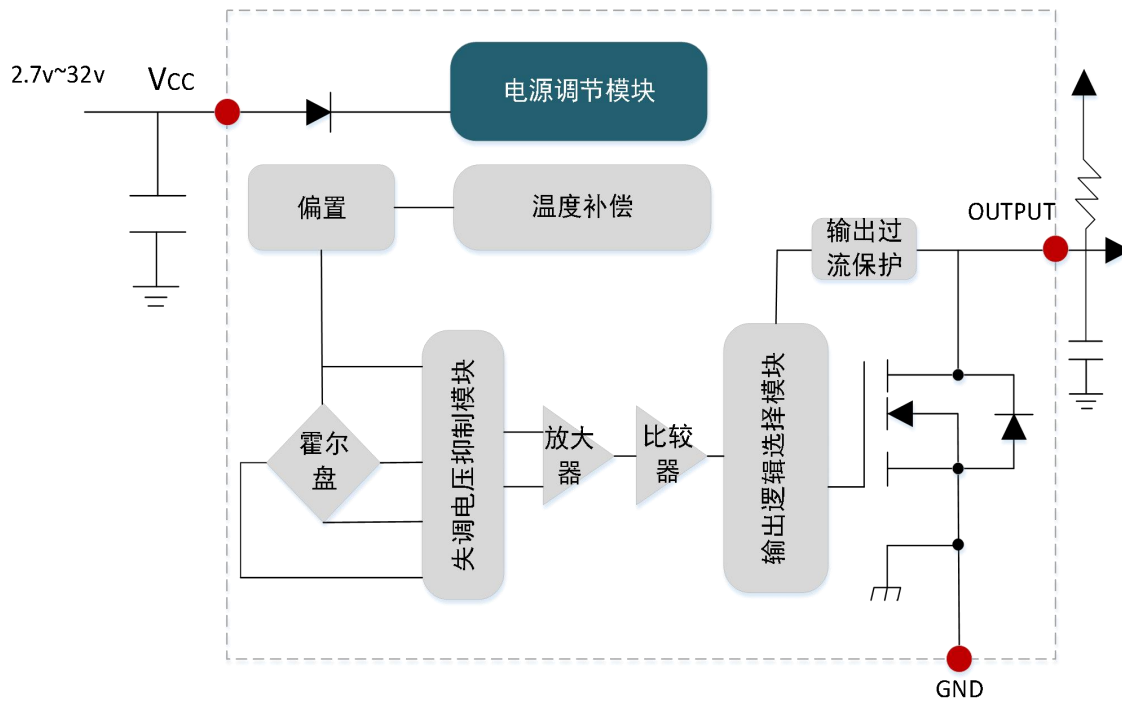 2.7v~32v
VCC
电源调节模块
偏置
温度补偿
OUTPUT
输出过
流保护
霍尔
盘
失调电压抑制模块
放大
器
比较
器
输出逻辑选择模块
GND